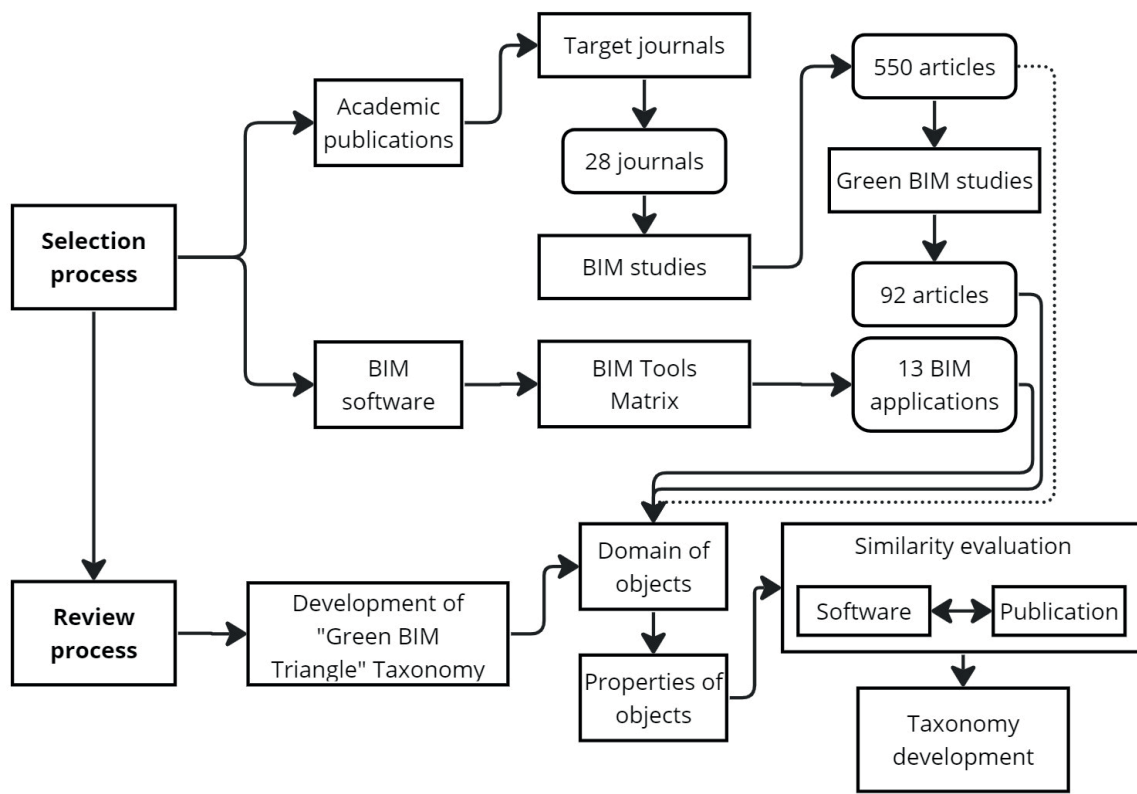 Target journals
550 articles
Academic
publications
28 journals
Green BIM studies
Selection
process
BIM studies
92 articles
BIM
software
BIM Tools
Matrix
13 BIM
applications
Domain of
objects
Similarity evaluation
Software
Publication
Review
process
Development of
"Green BIM
Triangle" Taxonomy
Properties of
objects
Taxonomy
development